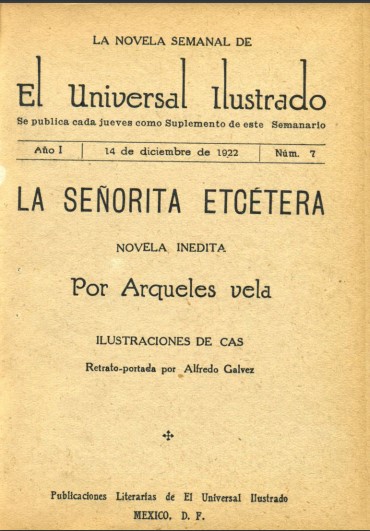 LA NOVELA SEMANAL DE
El Universal Ilustrado
Se publica cada jueves como Suplemento de este Semanario
Año I | 14 de diciembre de 1922 | Núm. 7
LA SEÑORITA ETCÉTERA
NOVELA INEDITA
Por Arqueles vela
ILUSTRACIONES DE CAS
Retrato-portada por Alfredo Galvez
Publicaciones Literarias de El Universal Ilustrado
MEXICO, D. F.